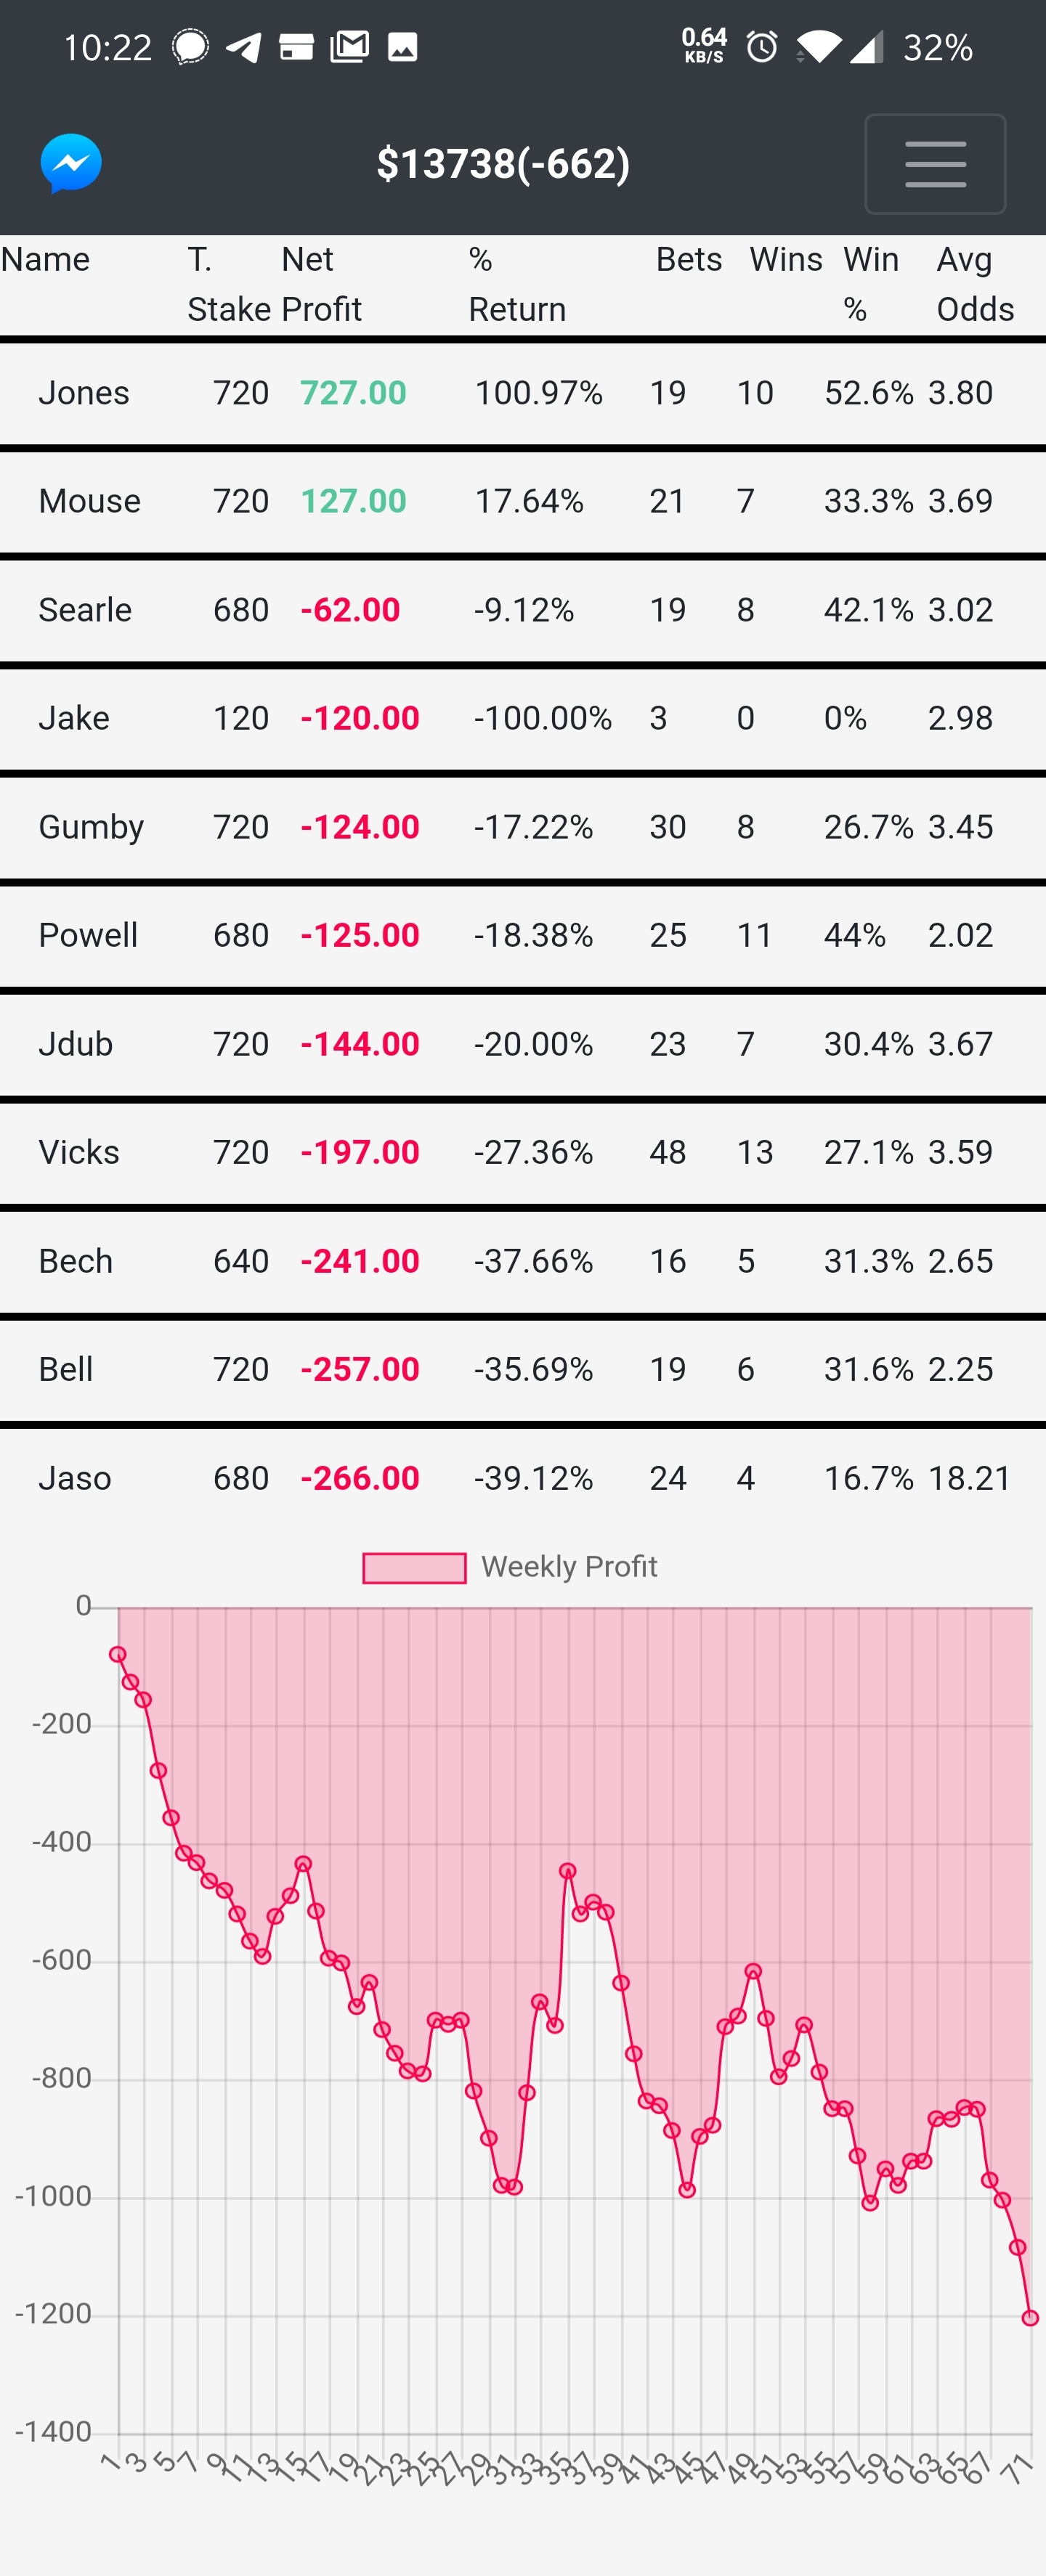 10:22 0.64 KB/S 32%
$13738(-662)
Name T. Stake Net Profit % Return Bets Wins Win % Avg Odds
Jones 720 727.00 100.97% 19 10 52.6% 3.80
Mouse 720 127.00 17.64% 21 7 33.3% 3.69
Searle 680 -62.00 -9.12% 19 8 42.1% 3.02
Jake 120 -120.00 -100.00% 3 0 0% 2.98
Gumby 720 -124.00 -17.22% 30 8 26.7% 3.45
Powell 680 -125.00 -18.38% 25 11 44% 2.02
Jdub 720 -144.00 -20.00% 23 7 30.4% 3.67
Vicks 720 -197.00 -27.36% 48 13 27.1% 3.59
Bech 640 -241.00 -37.66% 16 5 31.3% 2.65
Bell 720 -257.00 -35.69% 19 6 31.6% 2.25
Jaso 680 -266.00 -39.12% 24 4 16.7% 18.21
Weekly Profit
0
-200
-400
-600
-800
-1000
-1200
-1400
1 3 5 7 9 11 13 15 17 19 21 23 25 27 29 31 33 35 37 39 41 43 45 47 49 51 53 55 57 59 61 63 65 67 71